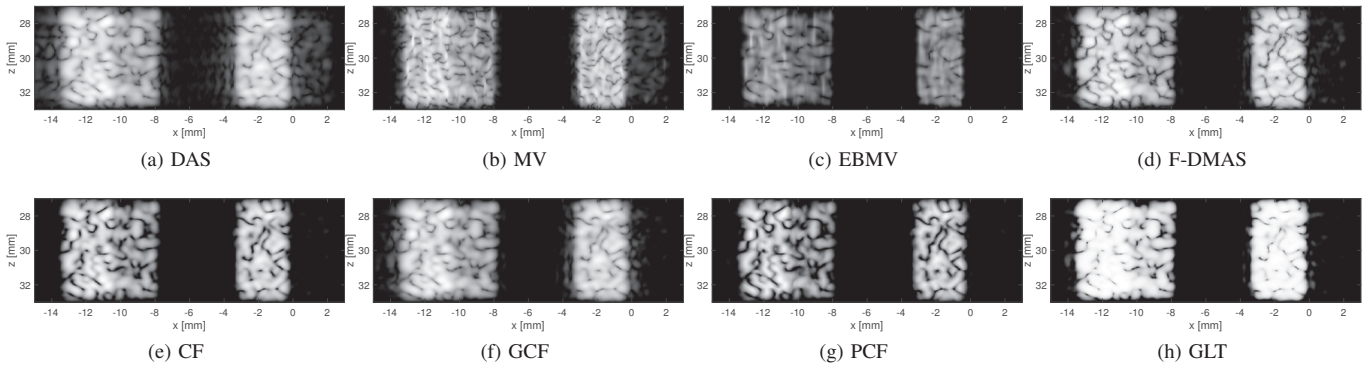 z [mm] 28 30 32
-14 -12 -10 -8 -6 -4 -2 0 2
x [mm]
(a) DAS
z [mm] 28 30 32
-14 -12 -10 -8 -6 -4 -2 0 2
x [mm]
(b) MV
z [mm] 28 30 32
-14 -12 -10 -8 -6 -4 -2 0 2
x [mm]
(c) EBMV
z [mm] 28 30 32
-14 -12 -10 -8 -6 -4 -2 0 2
x [mm]
(d) F-DMAS
z [mm] 28 30 32
-14 -12 -10 -8 -6 -4 -2 0 2
x [mm]
(e) CF
z [mm] 28 30 32
-14 -12 -10 -8 -6 -4 -2 0 2
x [mm]
(f) GCF
z [mm] 28 30 32
-14 -12 -10 -8 -6 -4 -2 0 2
x [mm]
(g) PCF
z [mm] 28 30 32
-14 -12 -10 -8 -6 -4 -2 0 2
x [mm]
(h) GLT